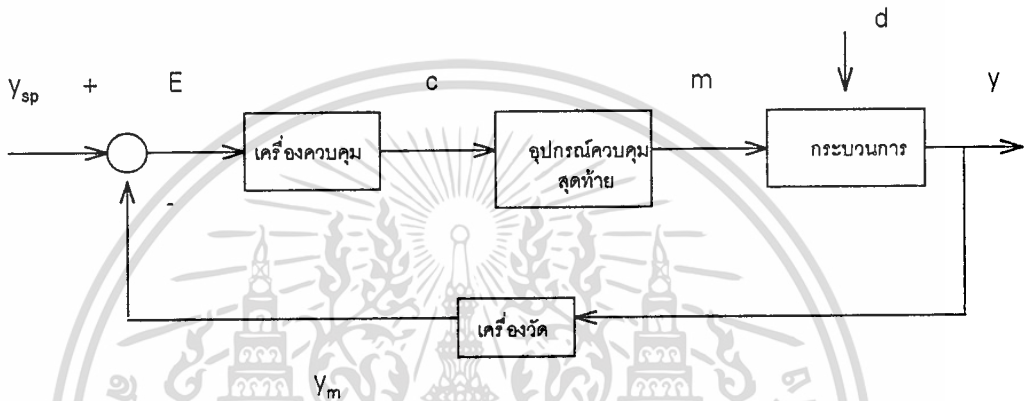 d
y_sp + E c m y
เครื่องควบคุม
อุปกรณ์ควบคุม
สุดท้าย
กระบวนการ
-
เครื่องวัด
y_m